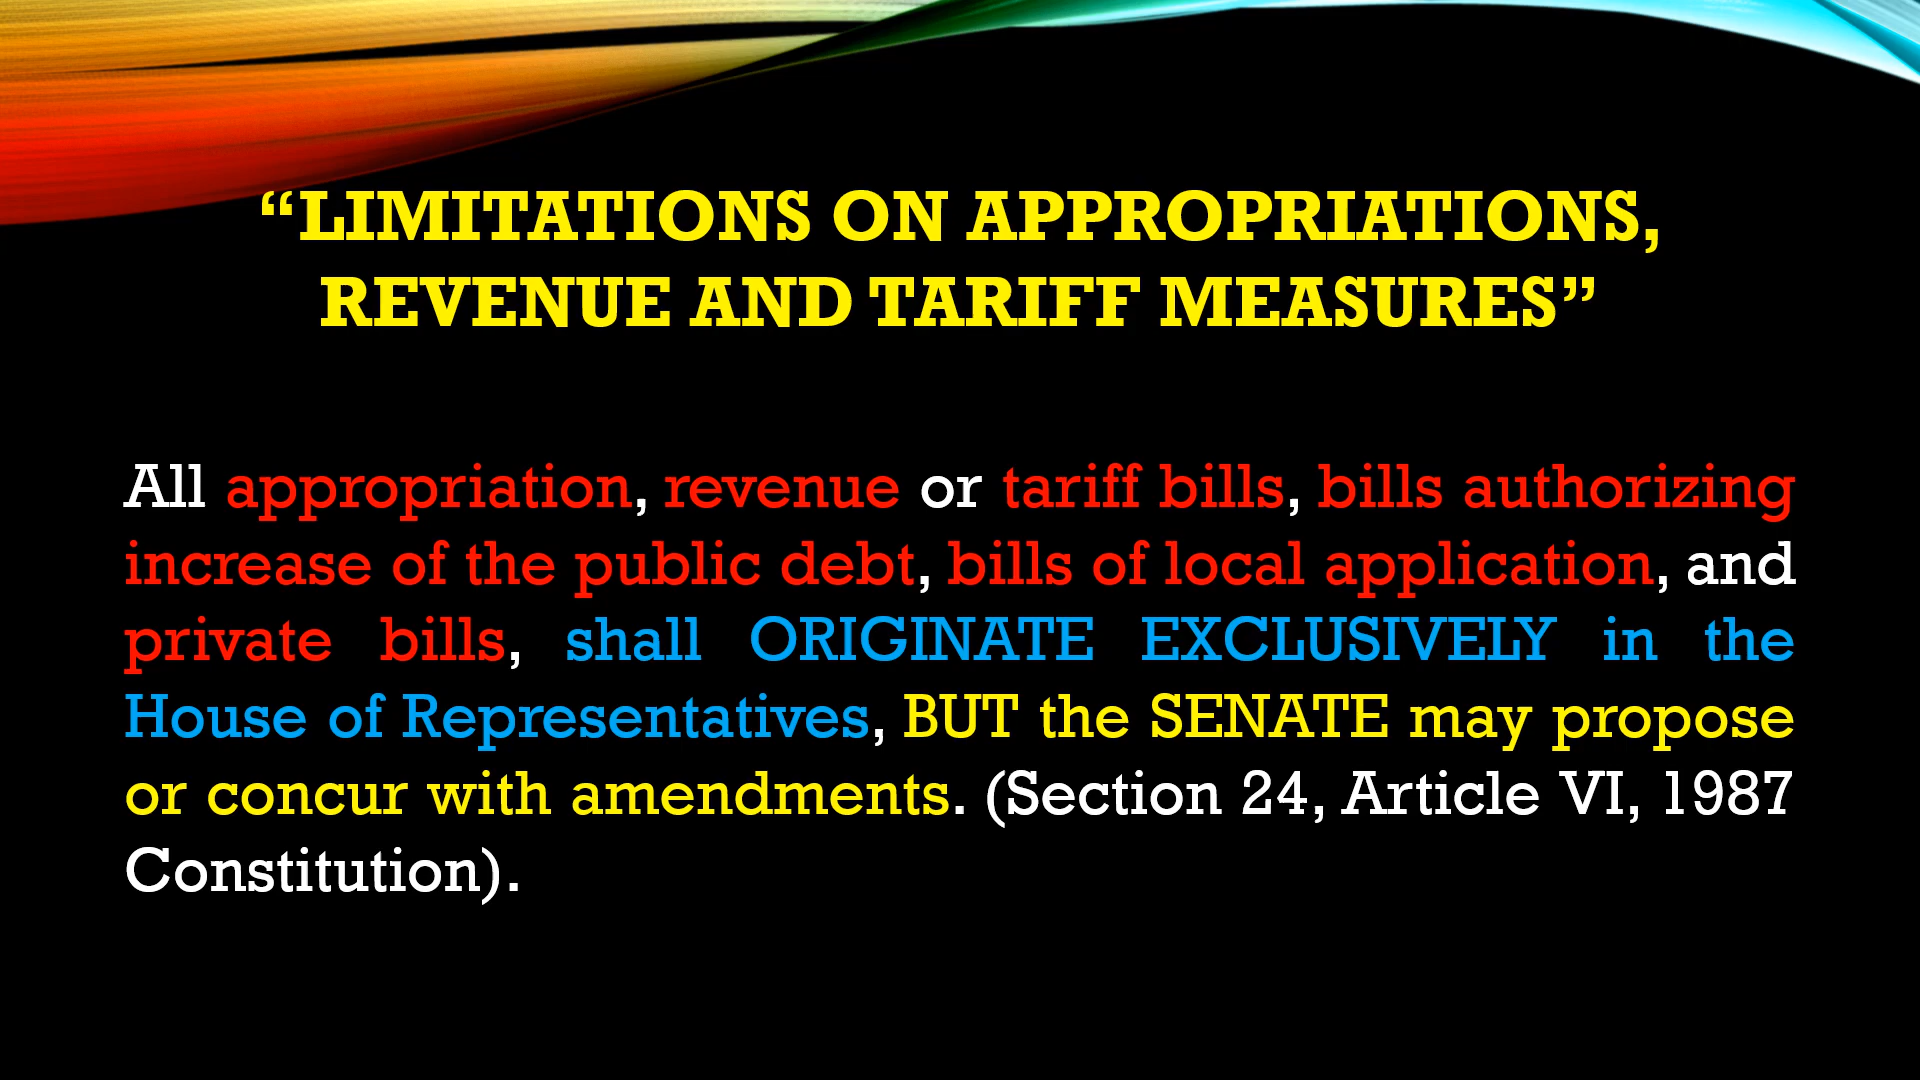 “LIMITATIONS ON APPROPRIATIONS,
REVENUE AND TARIFF MEASURES”
All appropriation, revenue or tariff bills, bills authorizing
increase of the public debt, bills of local application, and
private bills, shall ORIGINATE EXCLUSIVELY in the
House of Representatives, BUT the SENATE may propose
or concur with amendments. (Section 24, Article VI, 1987
Constitution).